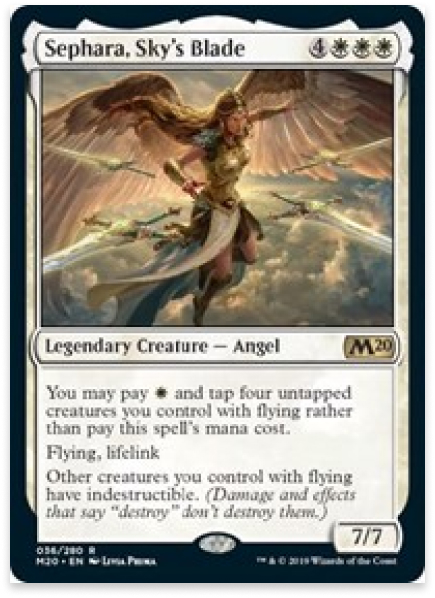 Sephara, Sky's Blade 4
Legendary Creature — Angel M20
You may pay and tap four untapped
creatures you control with flying rather
than pay this spell's mana cost.
Flying, lifelink
Other creatures you control with flying
have indestructible. (Damage and effects
that say "destroy" don't destroy them.)
7/7
036/280 R
M20 • EN Livia Prima
™ & © 2019 Wizards of the Coast